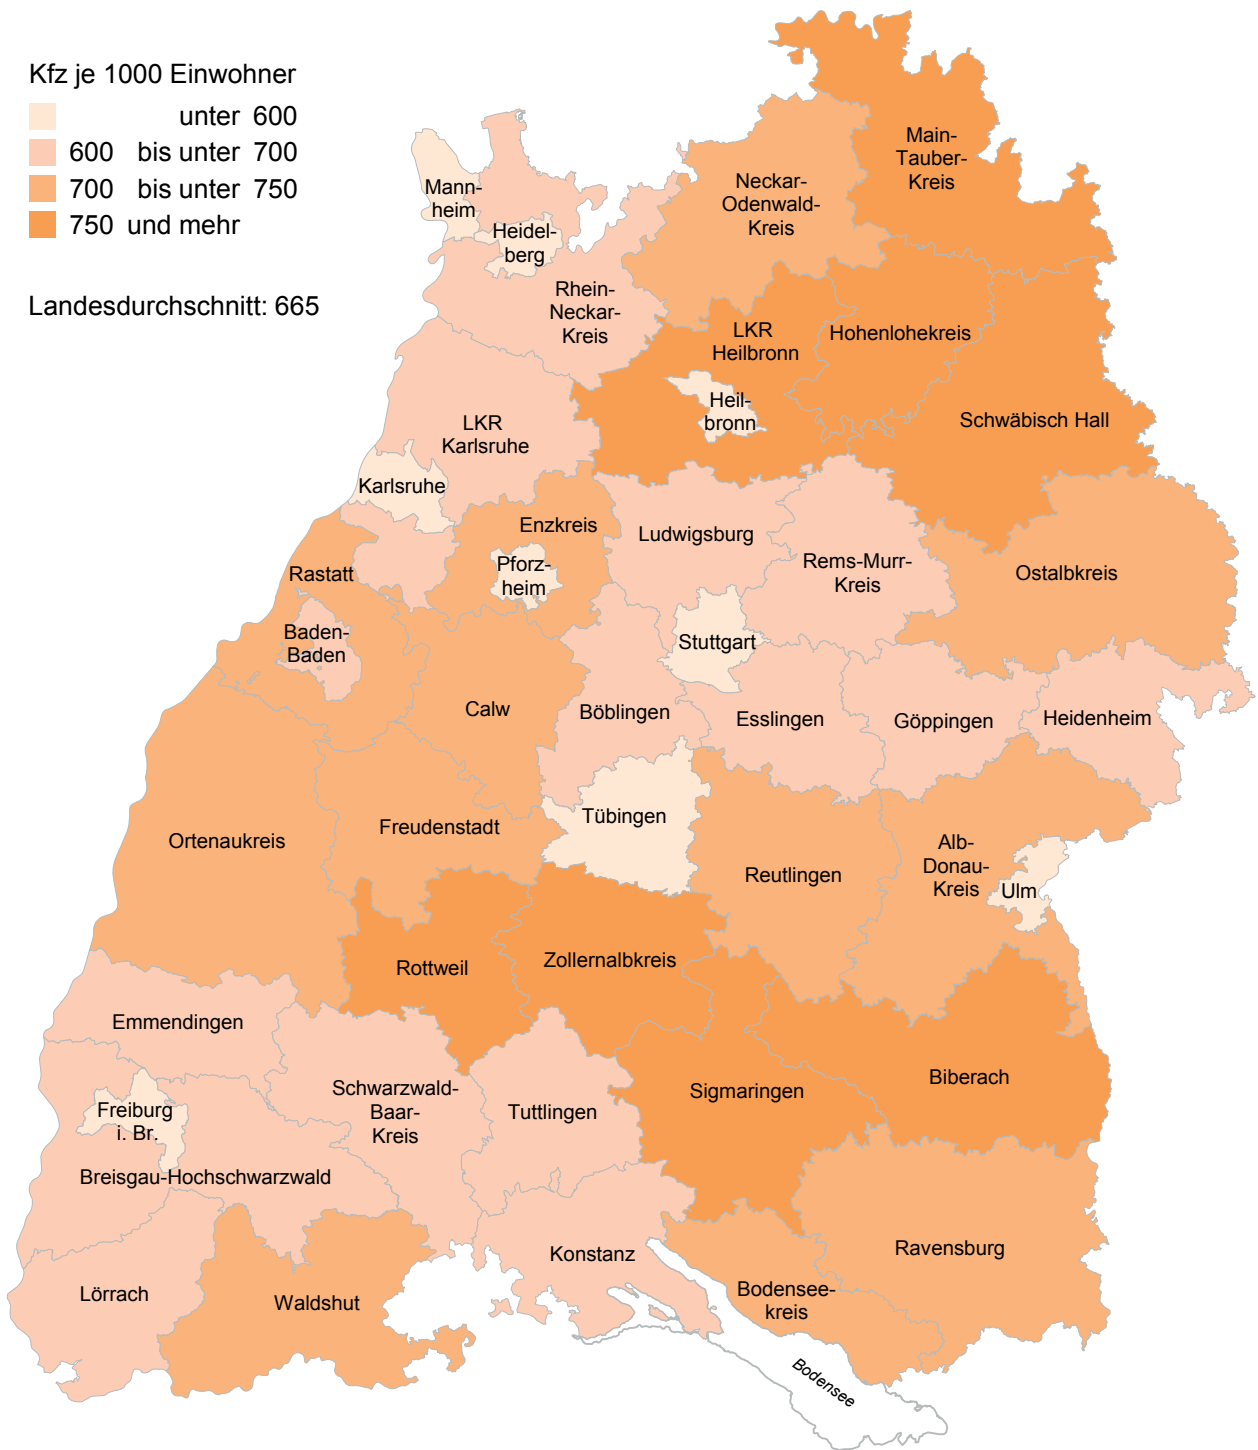 Kfz je 1000 Einwohner
unter 600
600 bis unter 700
700 bis unter 750
750 und mehr
Landesdurchschnitt: 665
Main-
Tauber-
Kreis
Neckar-
Odenwald-
Kreis
Mann-
heim
Heidel-
berg
Rhein-
Neckar-
Kreis
LKR
Heilbronn
Hohenlohekreis
Heil-
bronn
Schwäbisch Hall
LKR
Karlsruhe
Karlsruhe
Enzkreis
Ludwigsburg
Pforz-
heim
Rems-Murr-
Kreis
Ostalbkreis
Rastatt
Baden-
Baden
Stuttgart
Calw
Böblingen
Esslingen
Göppingen
Heidenheim
Tübingen
Freudenstadt
Ortenaukreis
Reutlingen
Alb-
Donau-
Kreis
Ulm
Rottweil
Zollernalbkreis
Emmendingen
Schwarzwald-
Baar-
Kreis
Tuttlingen
Sigmaringen
Biberach
Freiburg
i. Br.
Breisgau-Hochschwarzwald
Konstanz
Ravensburg
Lörrach
Waldshut
Bodensee-
kreis
Bodensee